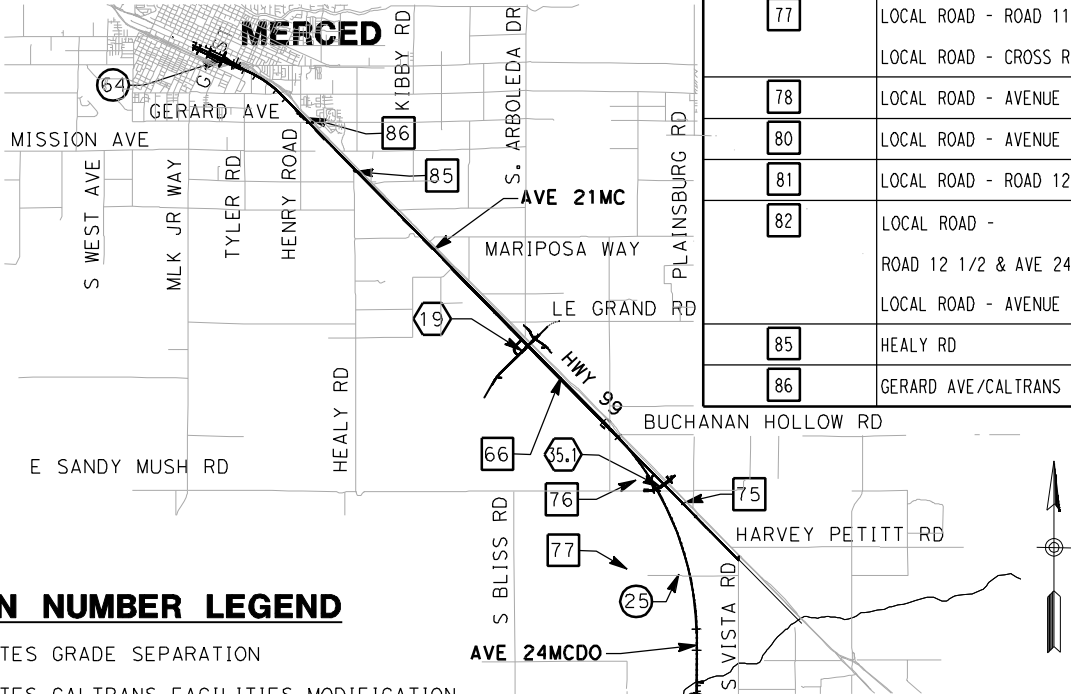 MERCED
KIBBY RD
S. ARBOLEDA DR
G ST
64
GERARD AVE
MISSION AVE
86
85
S WEST AVE
MLK JR WAY
TYLER RD
HENRY ROAD
PLAINSBURG RD
AVE 21MC
MARIPOSA WAY
19
LE GRAND RD
HWY 99
HEALY RD
BUCHANAN HOLLOW RD
E SANDY MUSH RD
66
35.1
76
75
S BLISS RD
HARVEY PETITT RD
77
25
S VISTA RD
AVE 24MCDO
77 LOCAL ROAD - ROAD 11
LOCAL ROAD - CROSS R
78 LOCAL ROAD - AVENUE
80 LOCAL ROAD - AVENUE
81 LOCAL ROAD - ROAD 12
82 LOCAL ROAD -
ROAD 12 1/2 & AVE 24
LOCAL ROAD - AVENUE
85 HEALY RD
86 GERARD AVE/CALTRANS
N NUMBER LEGEND
TES GRADE SEPARATION
TES CALTRANS FACILITIES MODIFICATION